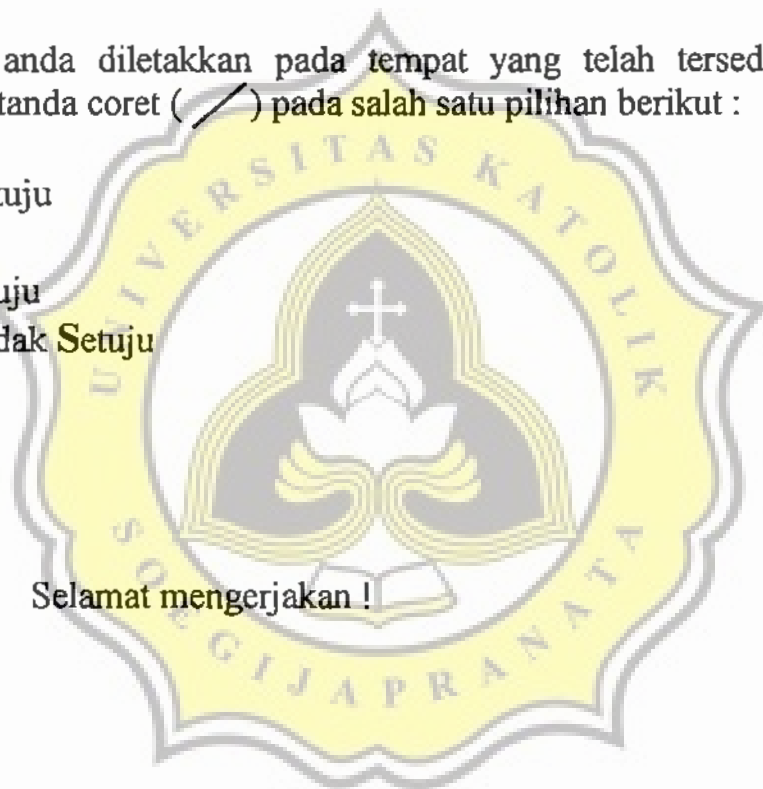 anda diletakkan pada tempat yang telah tersed
tanda coret ( / ) pada salah satu pilihan berikut :
tuju
uju
dak Setuju
Selamat mengerjakan !
UNIVERSITAS KATOLIK
SOEGIJAPRANATA